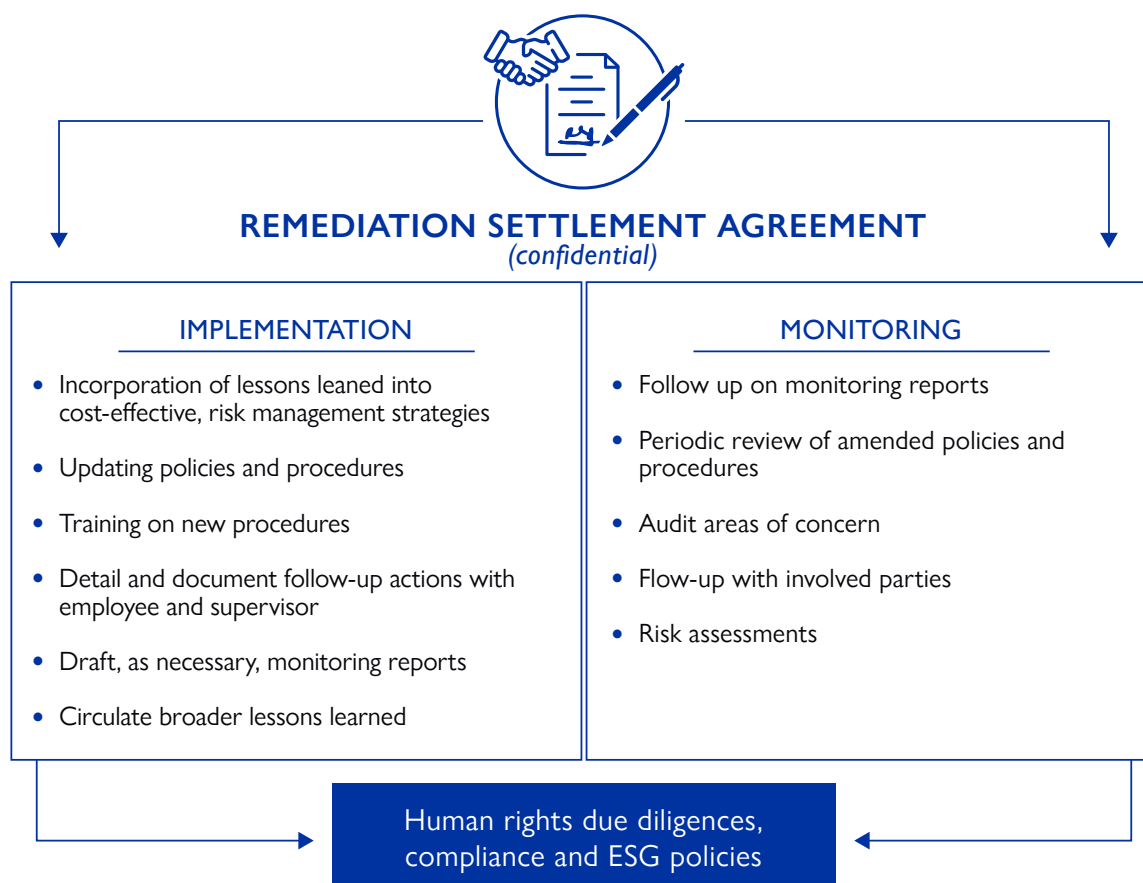 REMEDIATION SETTLEMENT AGREEMENT
(confidential)
IMPLEMENTATION
• Incorporation of lessons leaned into
cost-effective, risk management strategies
• Updating policies and procedures
• Training on new procedures
• Detail and document follow-up actions with
employee and supervisor
• Draft, as necessary, monitoring reports
• Circulate broader lessons learned
MONITORING
• Follow up on monitoring reports
• Periodic review of amended policies and
procedures
• Audit areas of concern
• Flow-up with involved parties
• Risk assessments
Human rights due diligences,
compliance and ESG policies